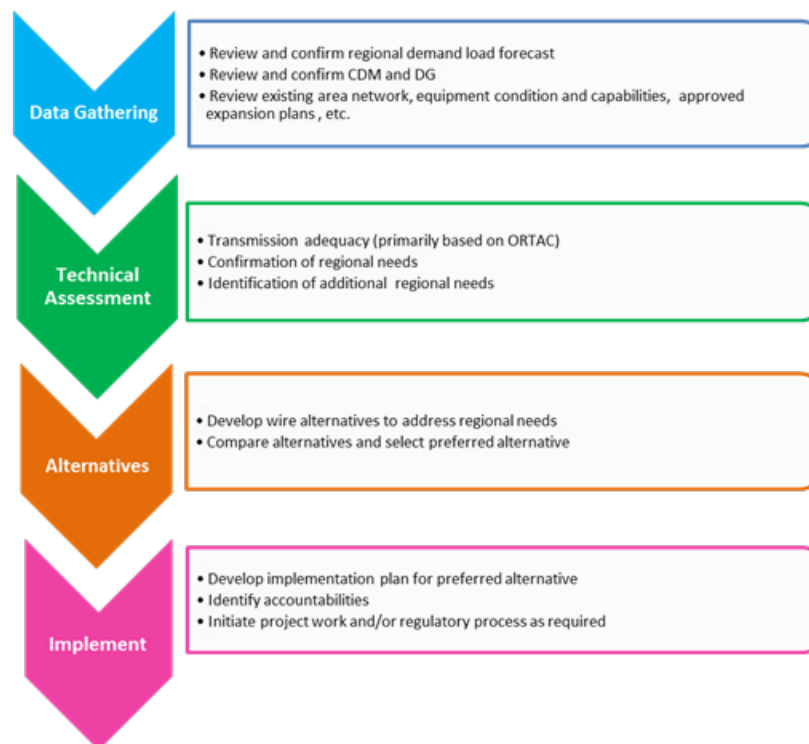 Data Gathering
• Review and confirm regional demand load forecast
• Review and confirm CDM and DG
• Review existing area network, equipment condition and capabilities, approved
expansion plans , etc.
Technical
Assessment
• Transmission adequacy (primarily based on ORTAC)
• Confirmation of regional needs
• Identification of additional regional needs
Alternatives
• Develop wire alternatives to address regional needs
• Compare alternatives and select preferred alternative
Implement
• Develop implementation plan for preferred alternative
• Identify accountabilities
• Initiate project work and/or regulatory process as required